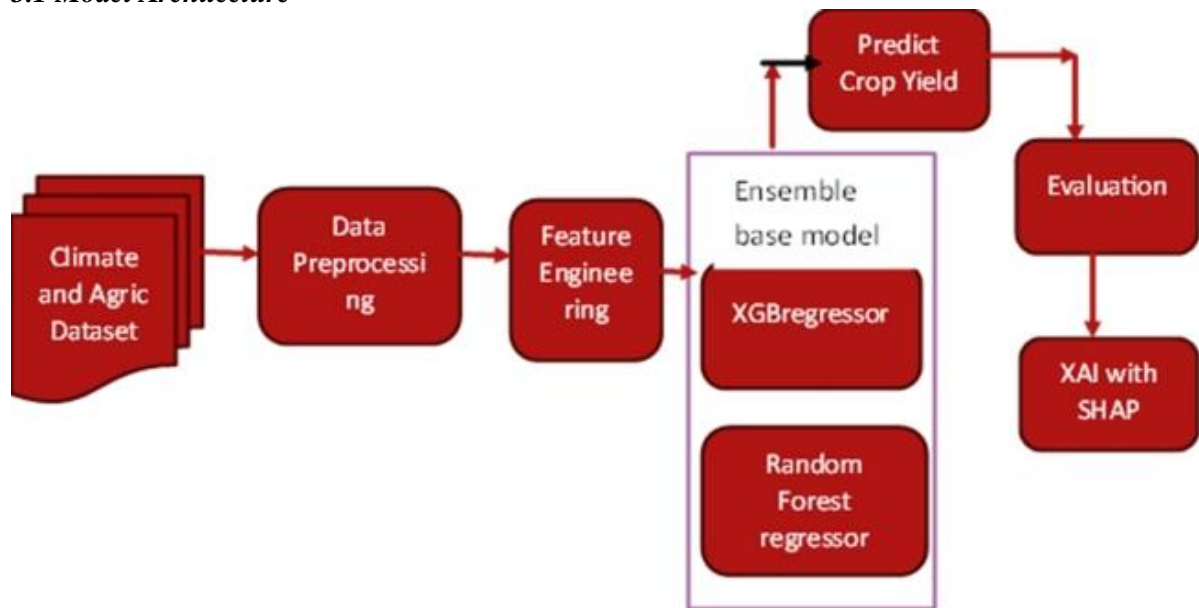 Climate
and Agric
Dataset
Data
Preprocessi
ng
Feature
Enginee
ring
Ensemble
base model
XGBregressor
Random
Forest
regressor
Predict
Crop Yield
Evaluation
XAI with
SHAP